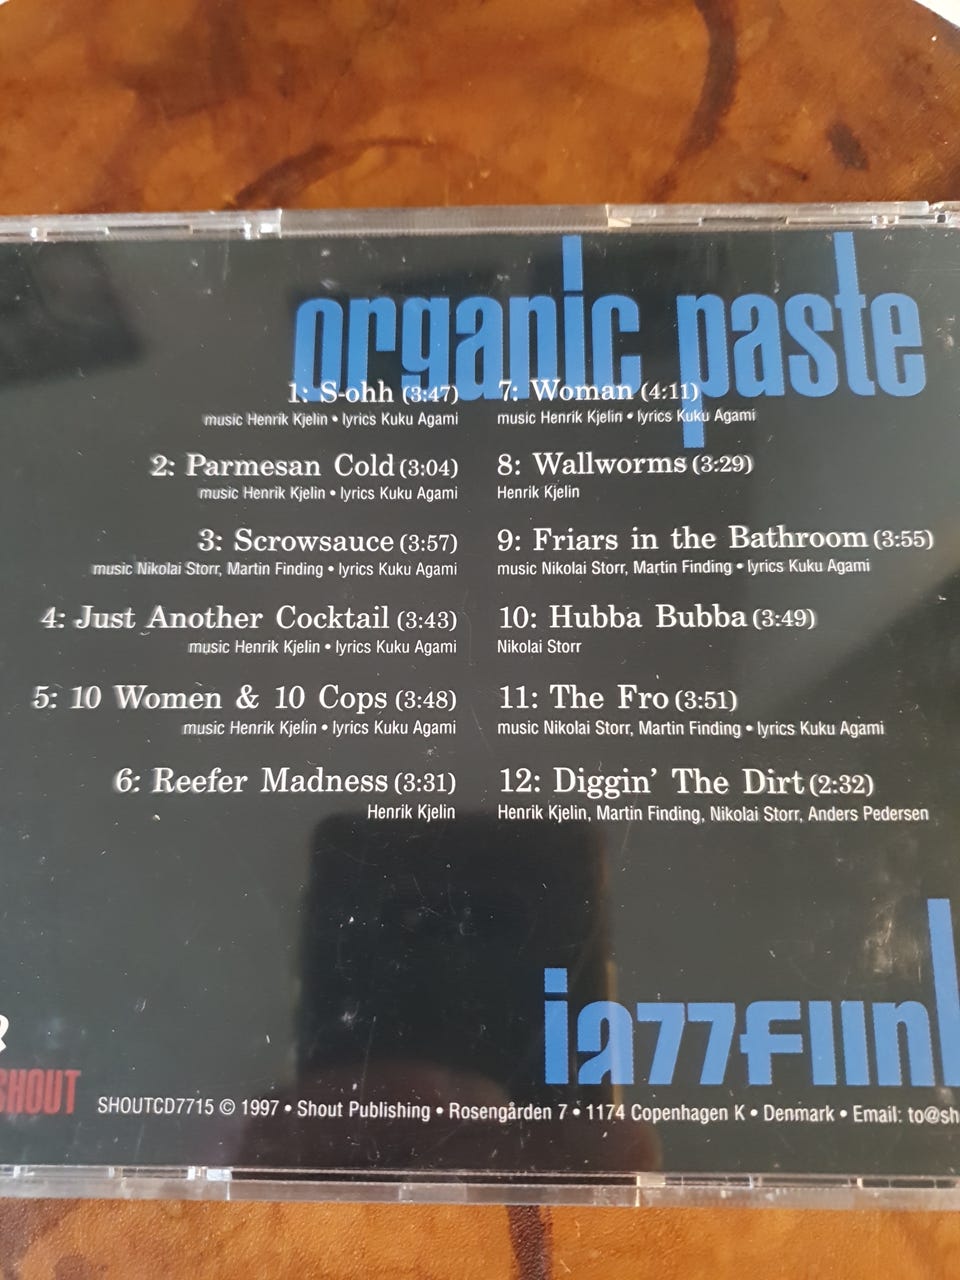 organic paste
1: S-ohh (3:47)
music Henrik Kjelin • lyrics Kuku Agami
2: Parmesan Cold (3:04)
music Henrik Kjelin • lyrics Kuku Agami
3: Scrowsauce (3:57)
music Nikolai Storr, Martin Finding • lyrics Kuku Agami
4: Just Another Cocktail (3:43)
music Henrik Kjelin • lyrics Kuku Agami
5: 10 Women & 10 Cops (3:48)
music Henrik Kjelin • lyrics Kuku Agami
6: Reefer Madness (3:31)
Henrik Kjelin
7: Woman (4:11)
music Henrik Kjelin • lyrics Kuku Agami
8: Wallworms (3:29)
Henrik Kjelin
9: Friars in the Bathroom (3:55)
music Nikolai Storr, Martin Finding • lyrics Kuku Agami
10: Hubba Bubba (3:49)
Nikolai Storr
11: The Fro (3:51)
music Nikolai Storr, Martin Finding • lyrics Kuku Agami
12: Diggin' The Dirt (2:32)
Henrik Kjelin, Martin Finding, Nikolai Storr, Anders Pedersen
jazzfun
SHOUT
SHOUTCD7715 © 1997 • Shout Publishing • Rosengården 7 • 1174 Copenhagen K • Denmark • Email: to@sh